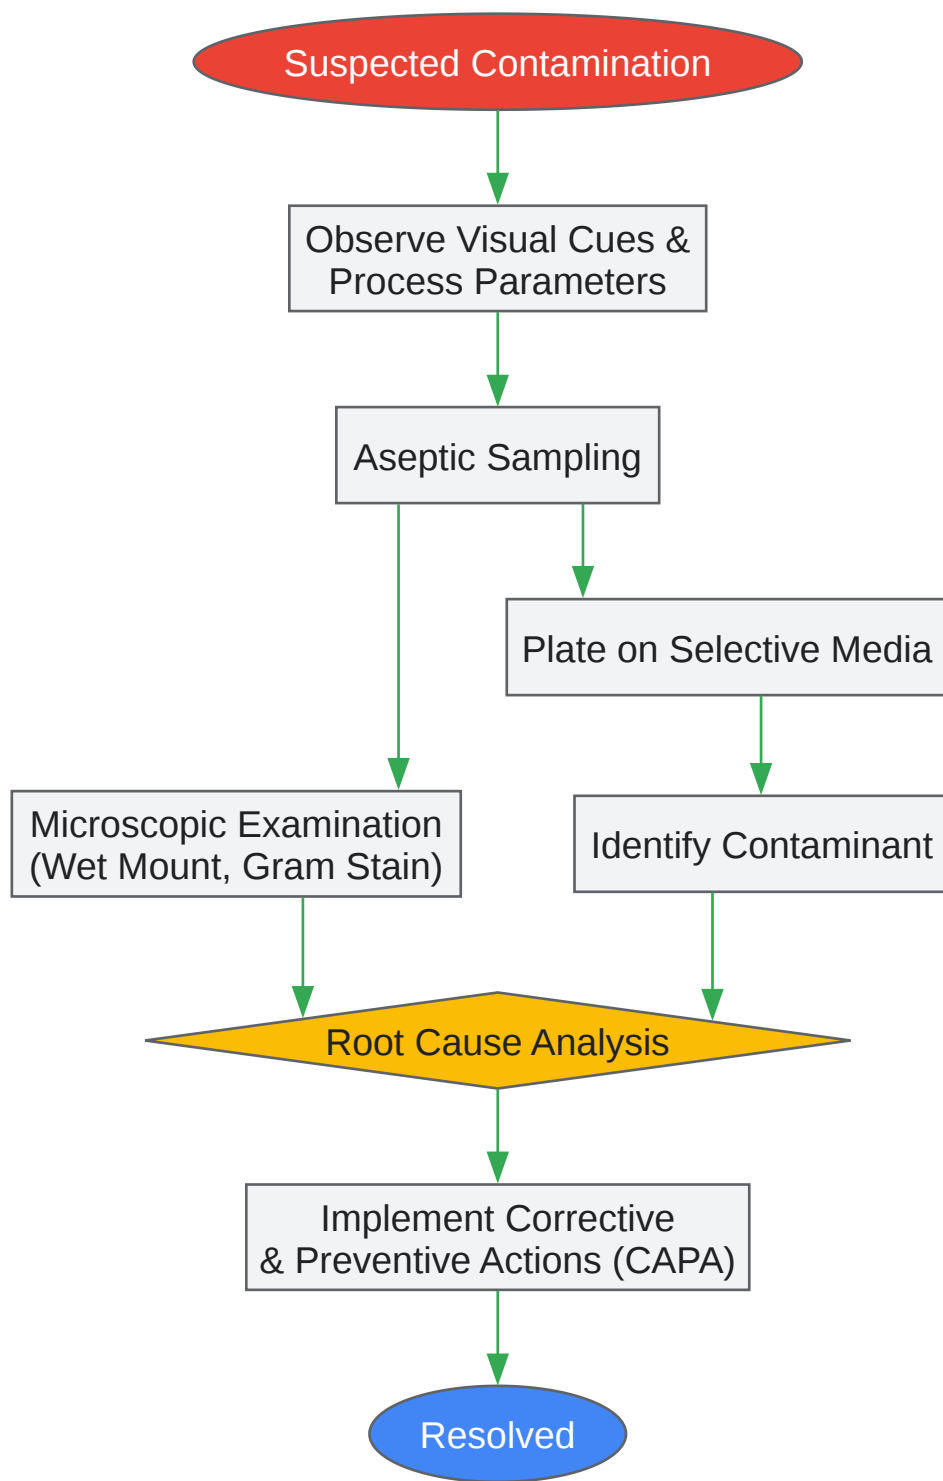 Suspected Contamination
Observe Visual Cues &
Process Parameters
Aseptic Sampling
Plate on Selective Media
Microscopic Examination
(Wet Mount, Gram Stain)
Identify Contaminant
Root Cause Analysis
Implement Corrective
& Preventive Actions (CAPA)
Resolved